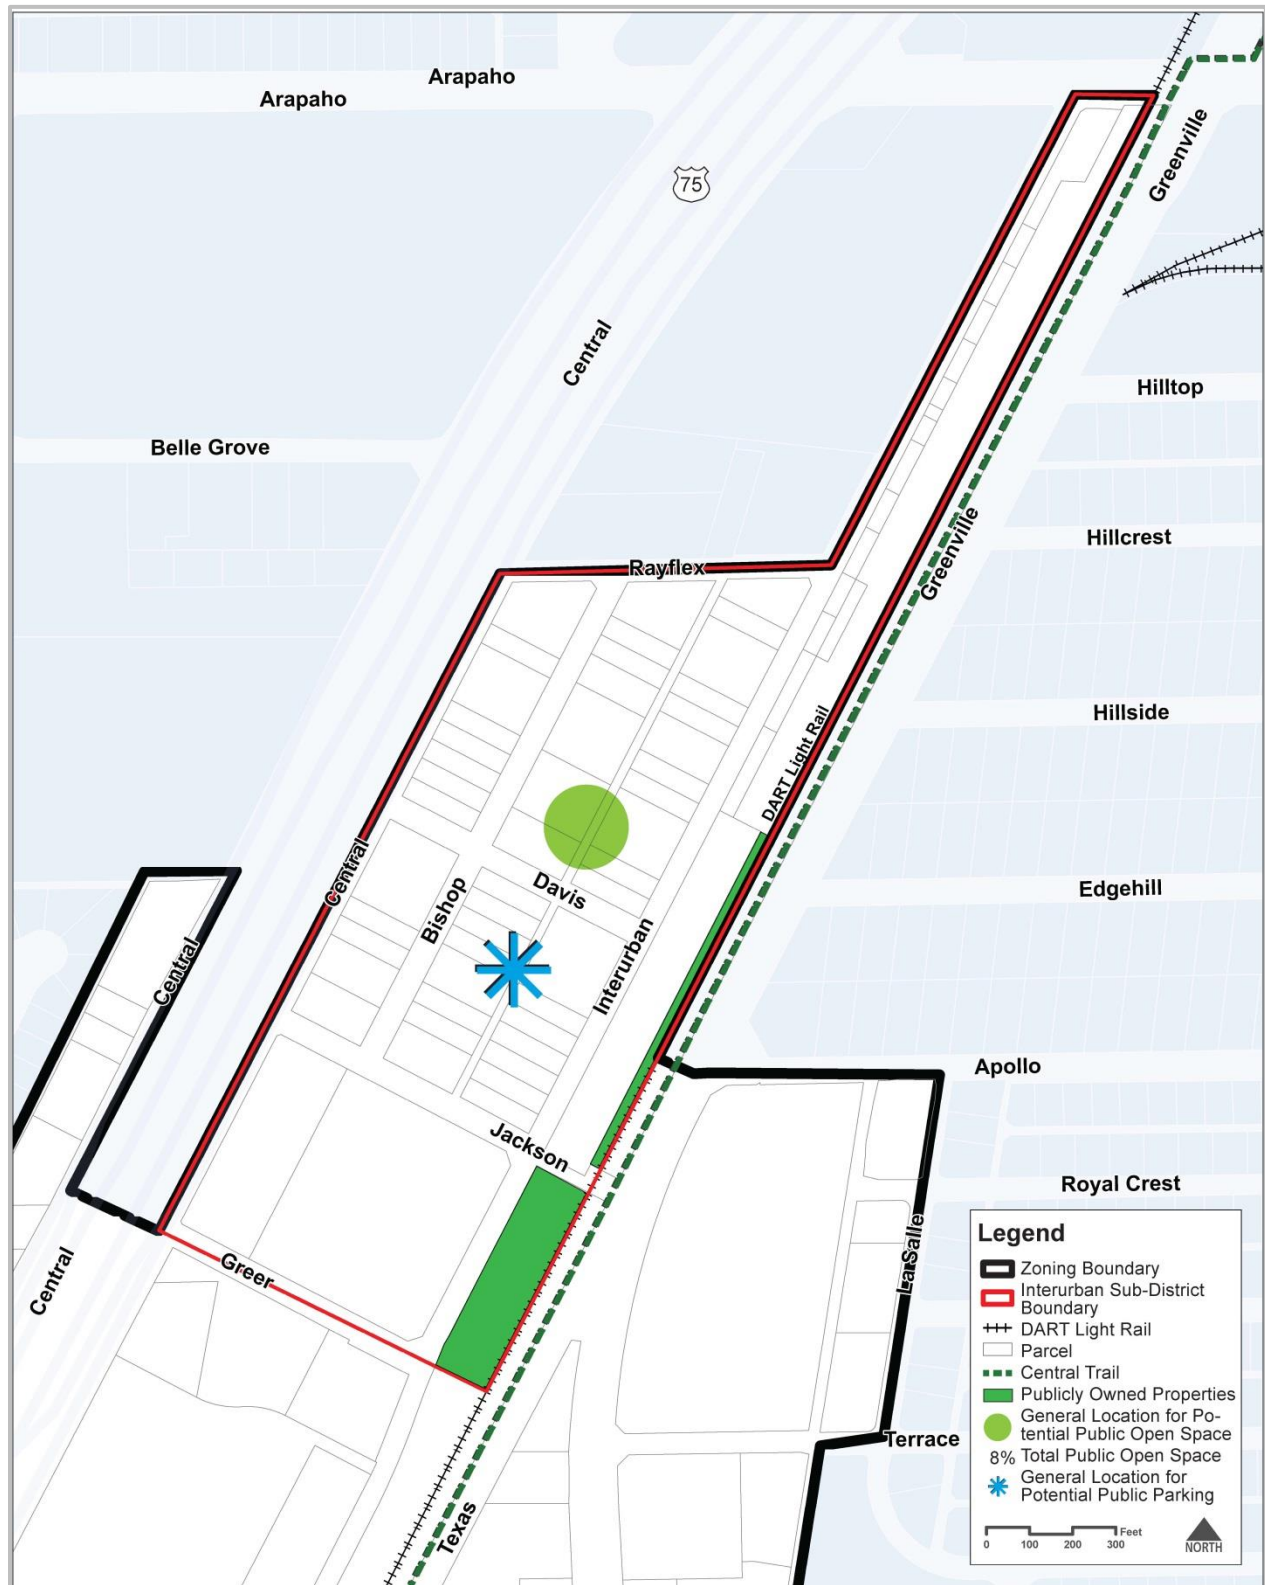 Arapaho
Arapaho
75
Greenville
Central
Hilltop
Belle Grove
Hillcrest
Greenville
Rayflex
Hillside
DART Light Rail
Central
Davis
Bishop
Edgehill
Interurban
Central
Apollo
Jackson
Royal Crest
La Salle
Greer
Central
Terrace
Texas
Legend
Zoning Boundary
Interurban Sub-District
Boundary
DART Light Rail
Parcel
Central Trail
Publicly Owned Properties
General Location for Po-
tential Public Open Space
8% Total Public Open Space
General Location for
Potential Public Parking
Feet
0 100 200 300
NORTH